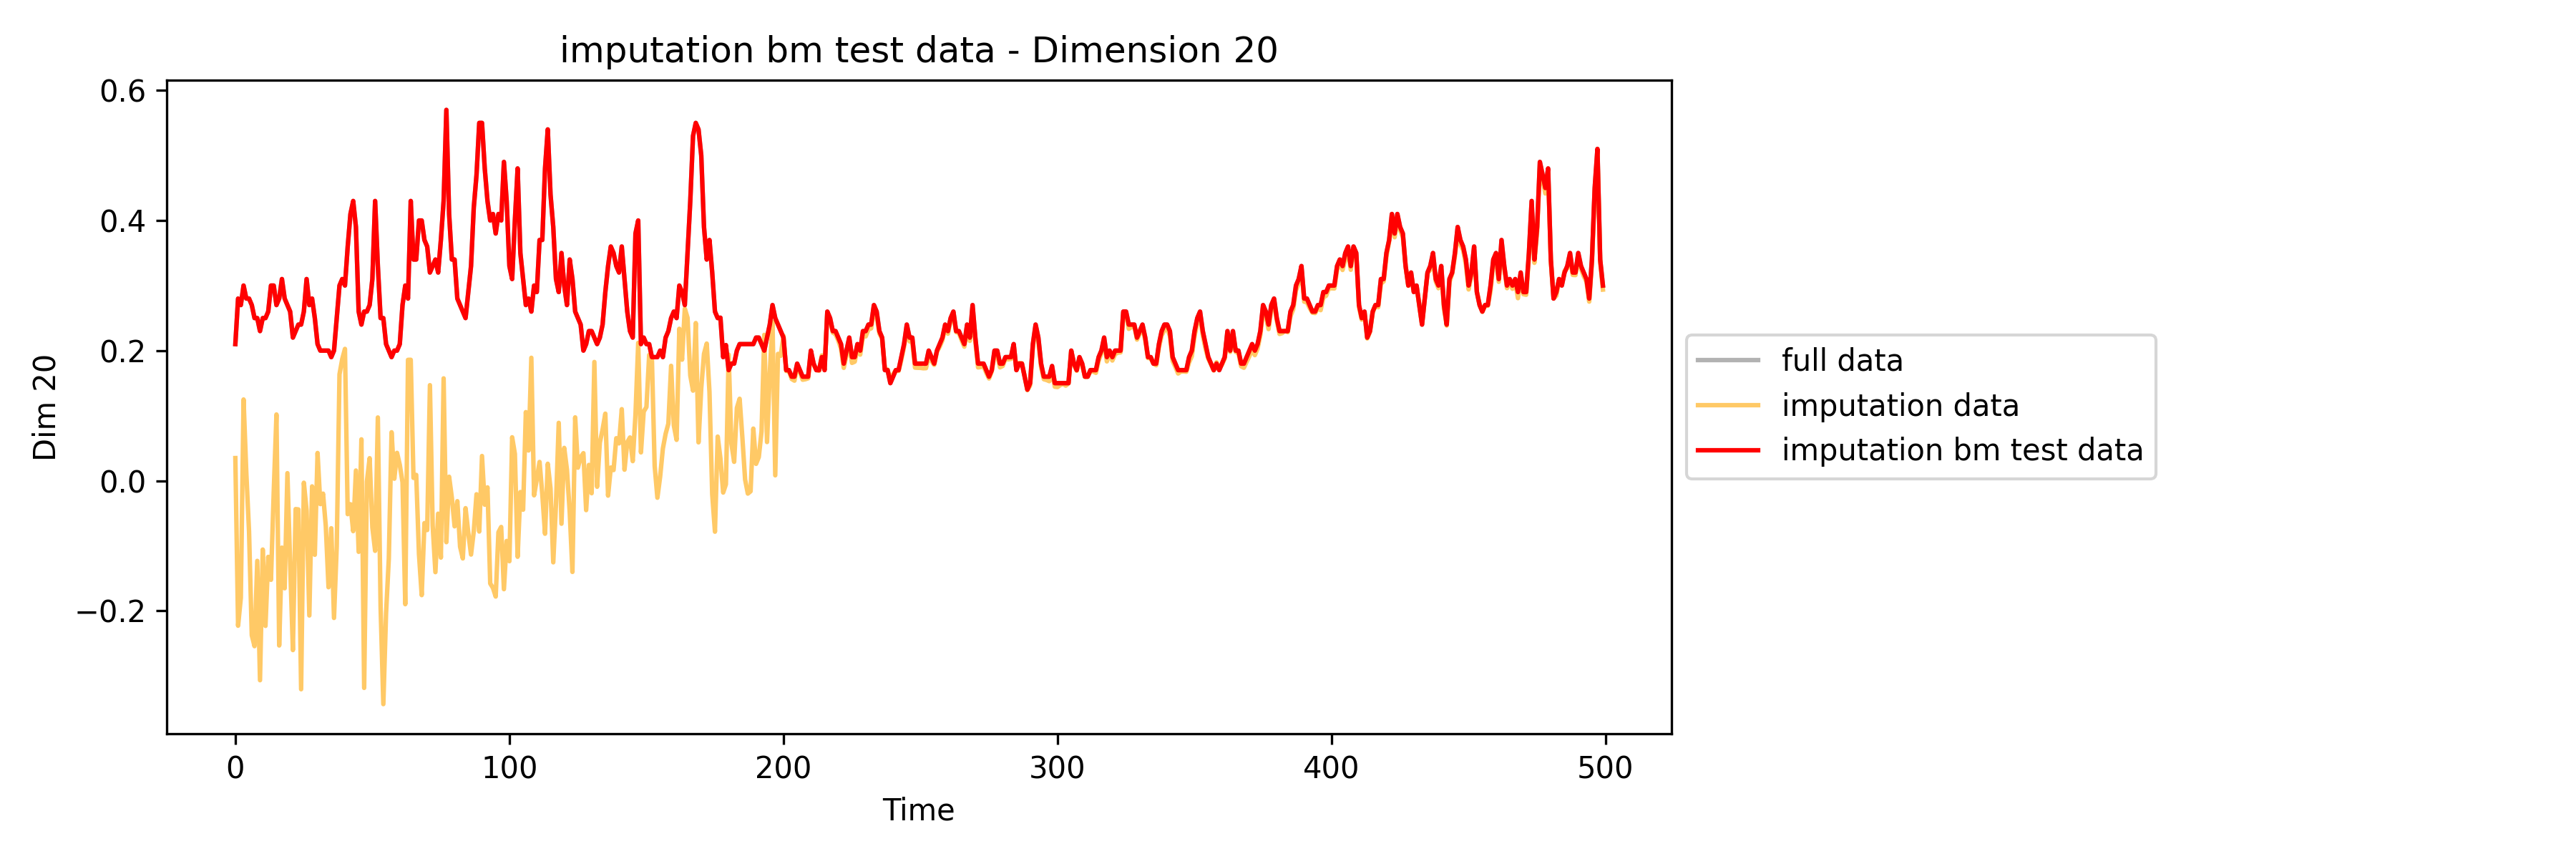 imputation bm test data - Dimension 20
0.6
0.4
0.2
0.0
−0.2
Dim 20
0 100 200 300 400 500
Time
full data
imputation data
imputation bm test data